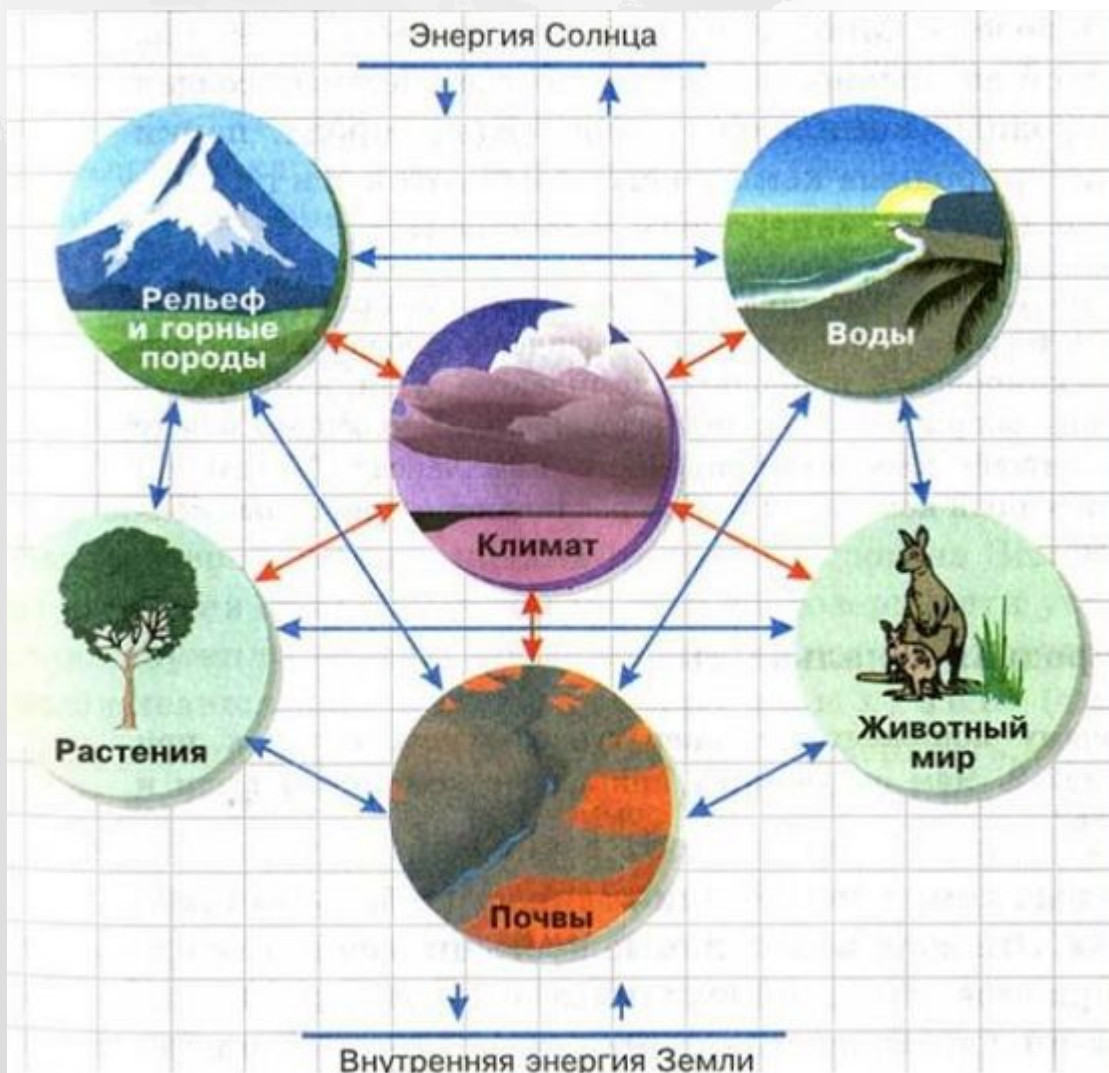 Энергия Солнца
Рельеф
и горные
породы
Воды
Климат
Растения
Животный
мир
Почвы
Внутренняя энергия Земли